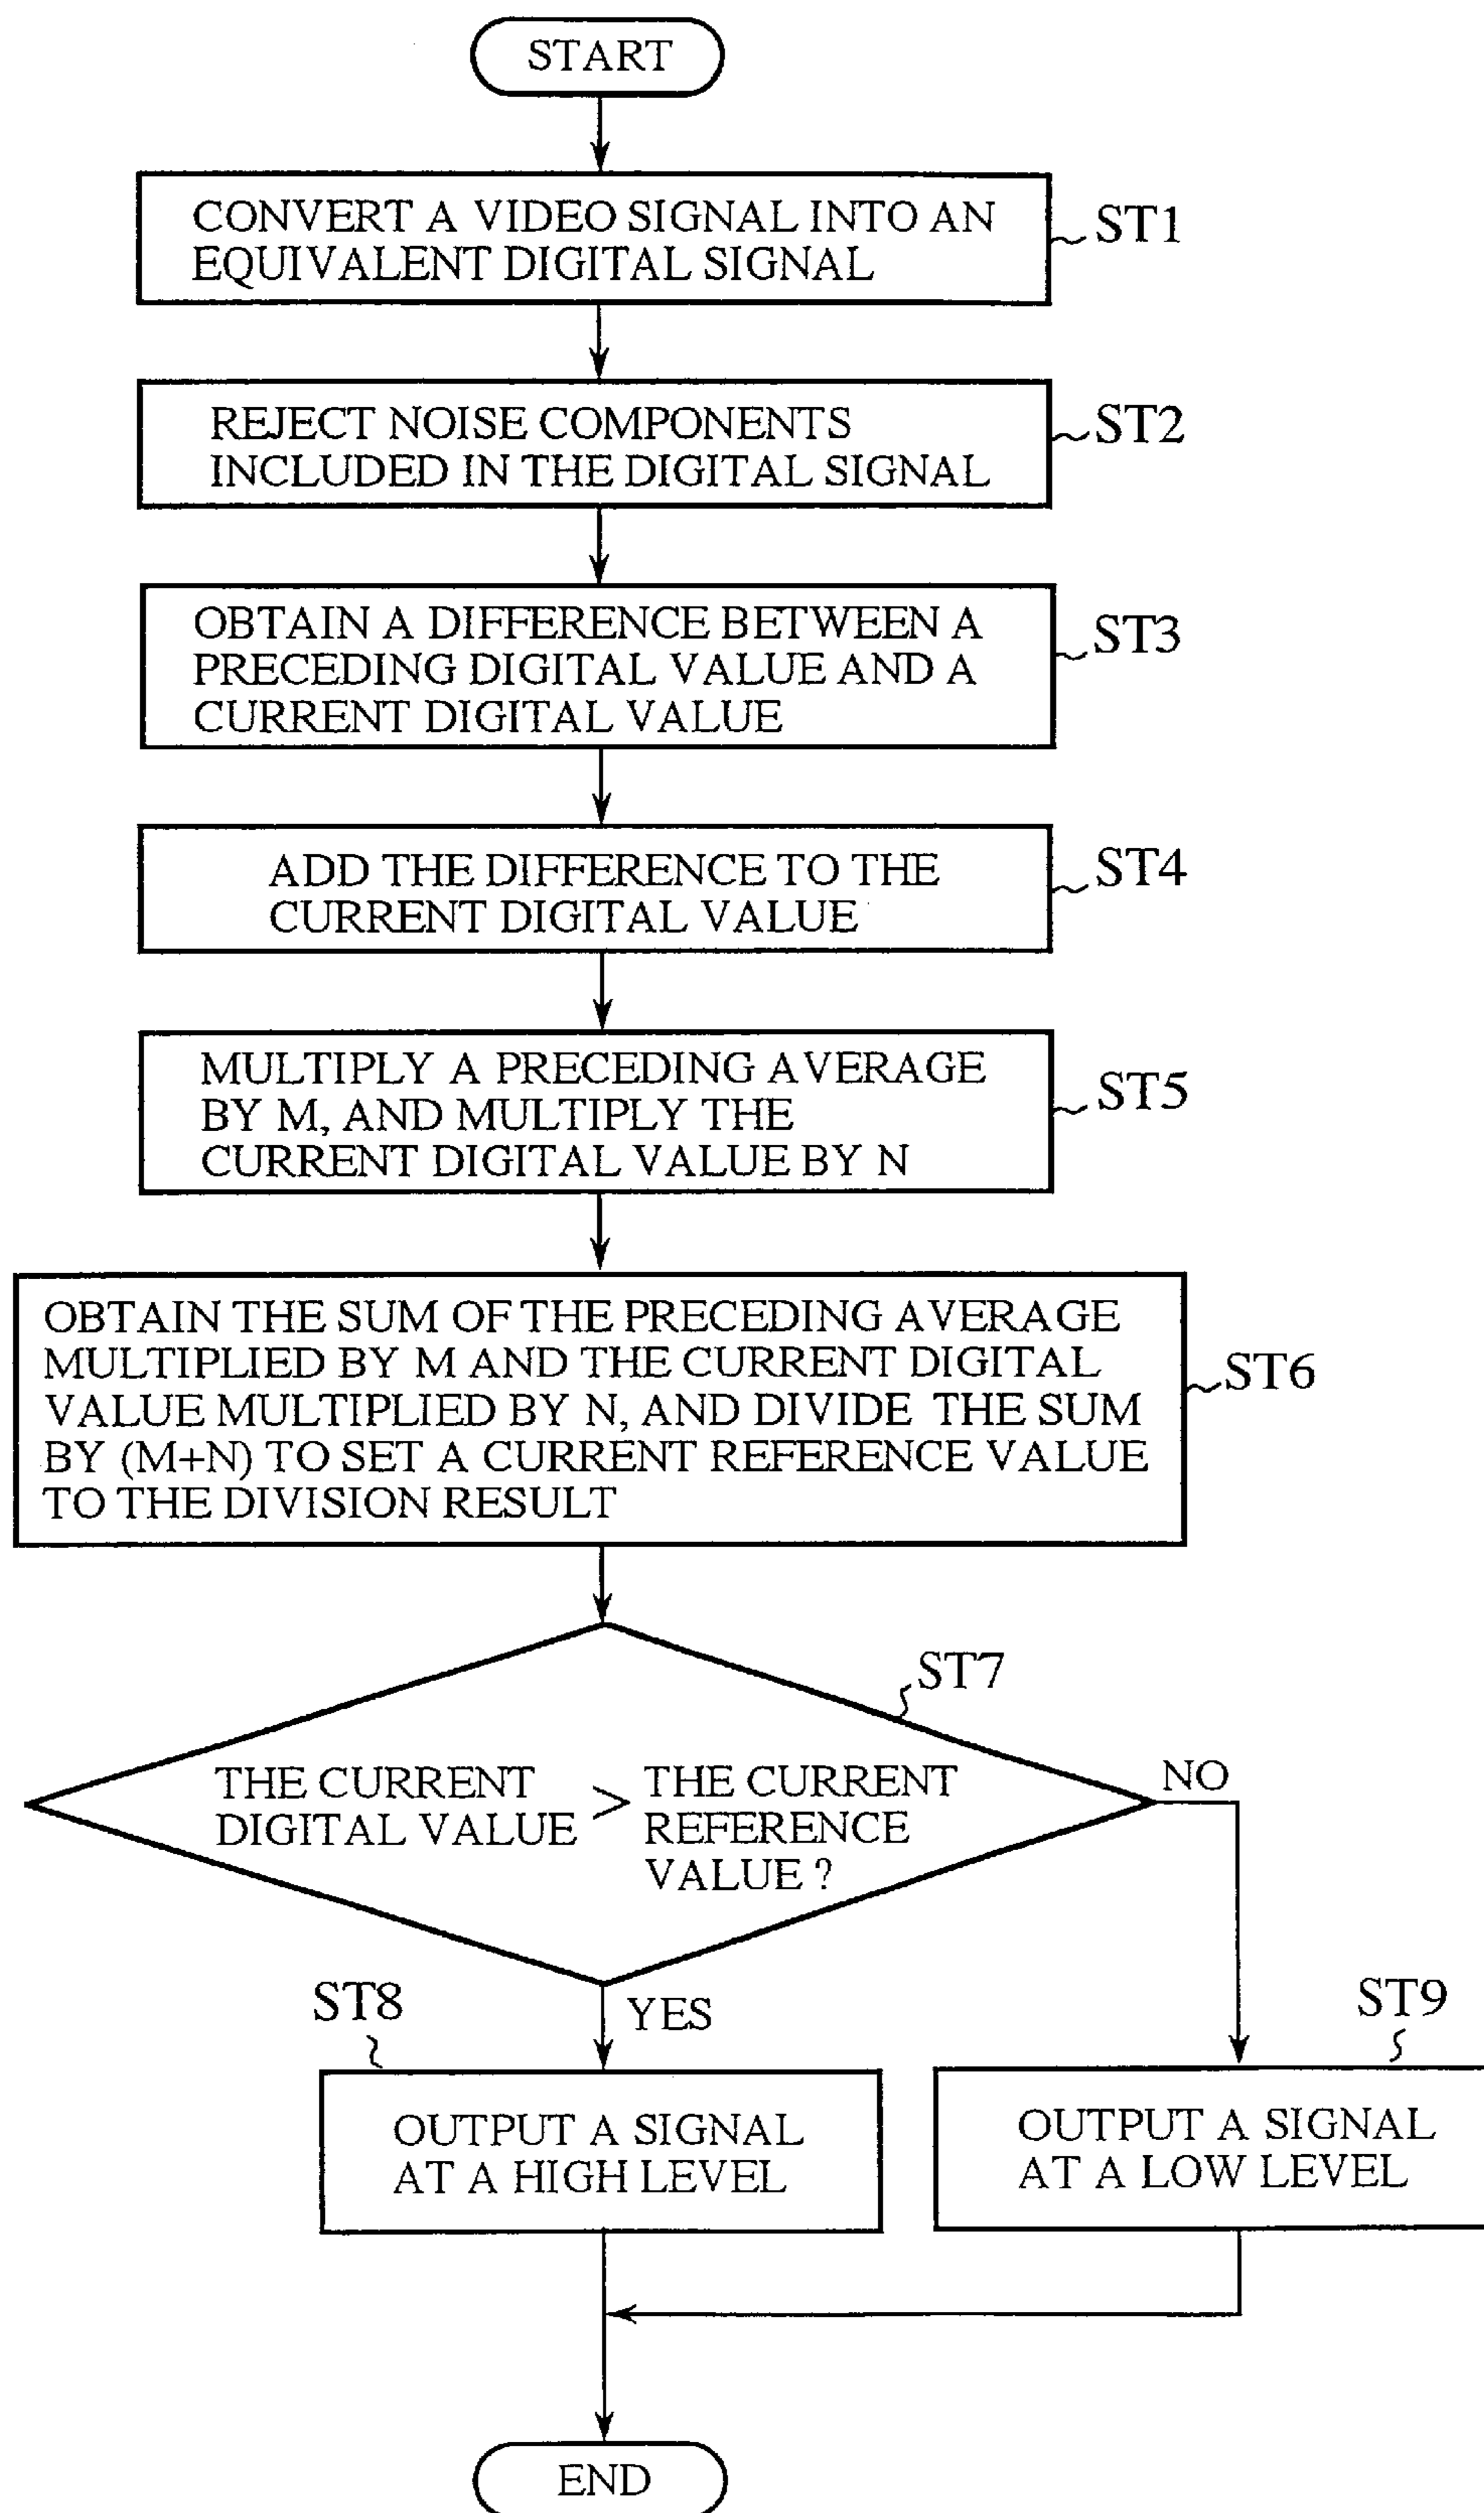 START
CONVERT A VIDEO SIGNAL INTO AN
EQUIVALENT DIGITAL SIGNAL
ST1
REJECT NOISE COMPONENTS
INCLUDED IN THE DIGITAL SIGNAL
ST2
OBTAIN A DIFFERENCE BETWEEN A
PRECEDING DIGITAL VALUE AND A
CURRENT DIGITAL VALUE
ST3
ADD THE DIFFERENCE TO THE
CURRENT DIGITAL VALUE
ST4
MULTIPLY A PRECEDING AVERAGE
BY M, AND MULTIPLY THE
CURRENT DIGITAL VALUE BY N
ST5
OBTAIN THE SUM OF THE PRECEDING AVERAGE
MULTIPLIED BY M AND THE CURRENT DIGITAL
VALUE MULTIPLIED BY N, AND DIVIDE THE SUM
BY (M+N) TO SET A CURRENT REFERENCE VALUE
TO THE DIVISION RESULT
ST6
ST7
THE CURRENT
DIGITAL VALUE
>
THE CURRENT
REFERENCE
VALUE ?
NO
YES
ST8
OUTPUT A SIGNAL
AT A HIGH LEVEL
ST9
OUTPUT A SIGNAL
AT A LOW LEVEL
END